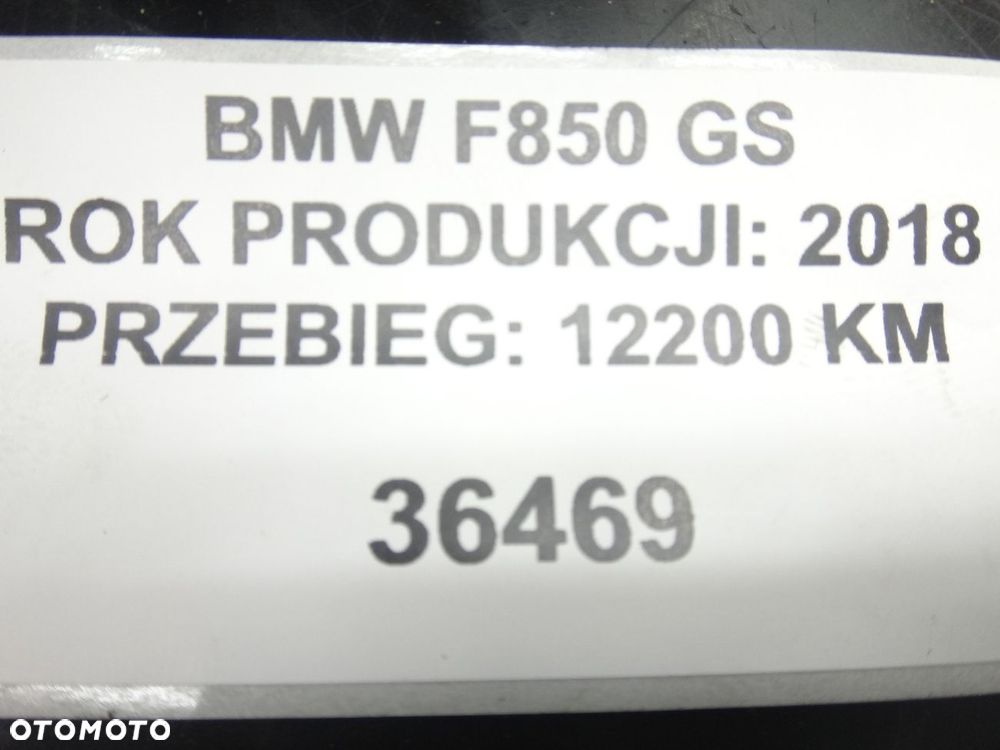 BMW F850 GS
ROK PRODUKCJI: 2018
PRZEBIEG: 12200 KM
36469
OTOMOTO